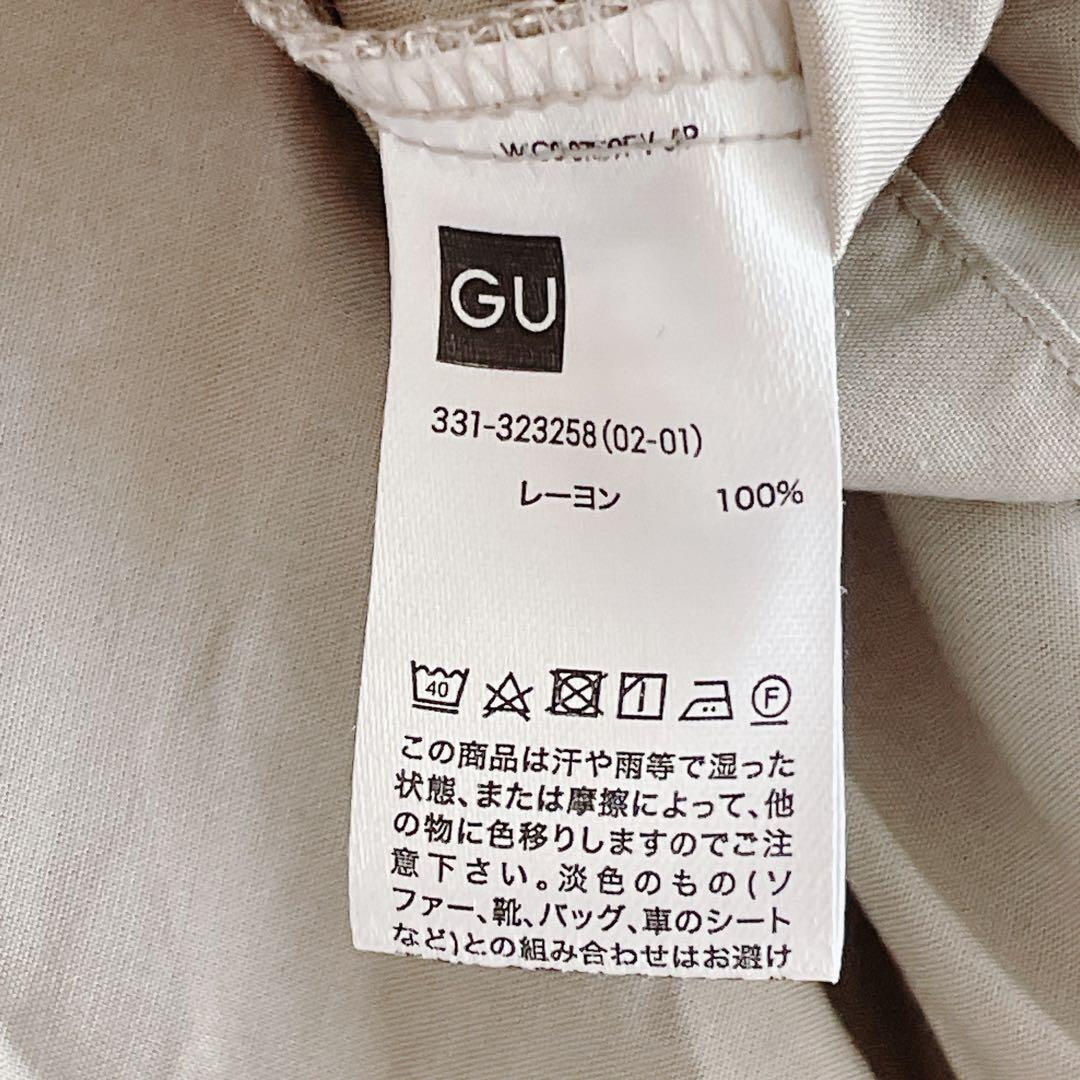 GU
331-323258(02-01)
レーヨン 100%
40
F
この商品は汗や雨等で湿った
状態、または摩擦によって、他
の物に色移りしますのでご注
意下さい。淡色のもの(ソ
ファー、靴、バッグ、車のシート
など)との組み合わせはお避け